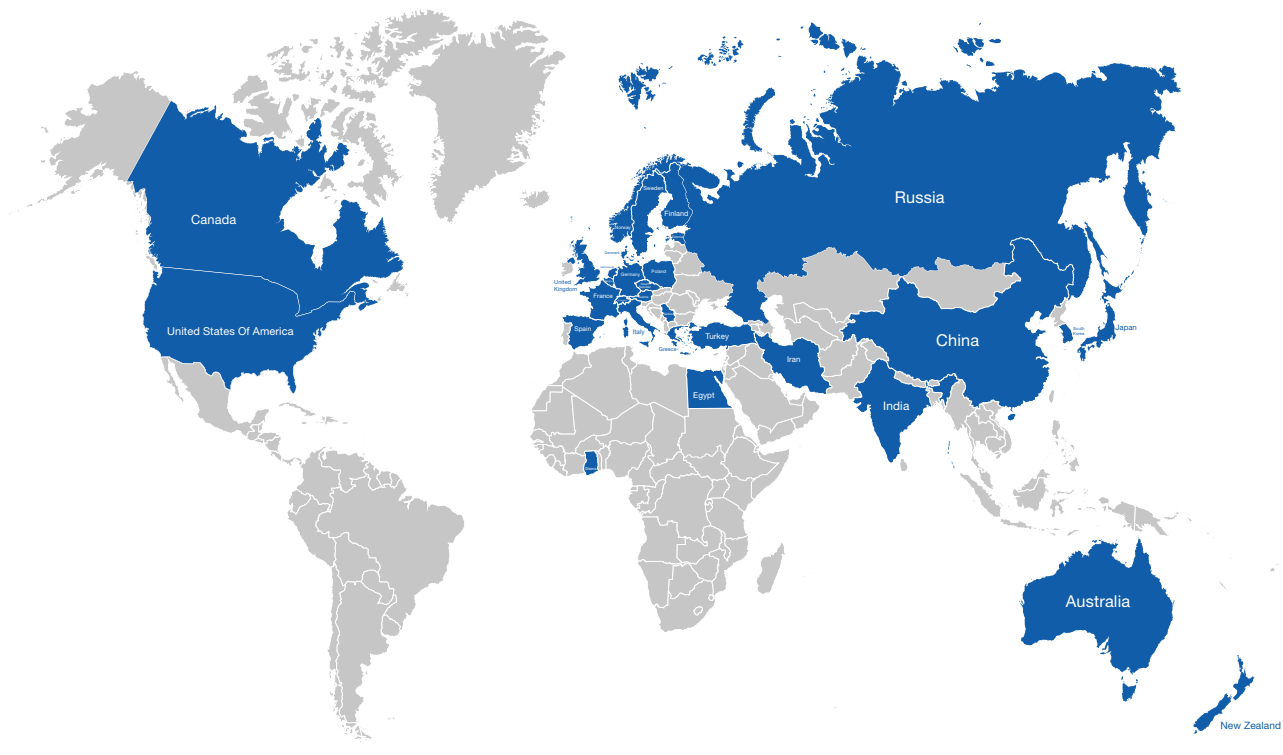 Russia
Sweden
Finland
Canada
Norway
Denmark
Germany
Poland
United
Kingdom
France
United States Of America
Spain
Italy
Turkey
South
Korea
Japan
China
Greece
Iran
Egypt
India
Ghana
Australia
New Zealand